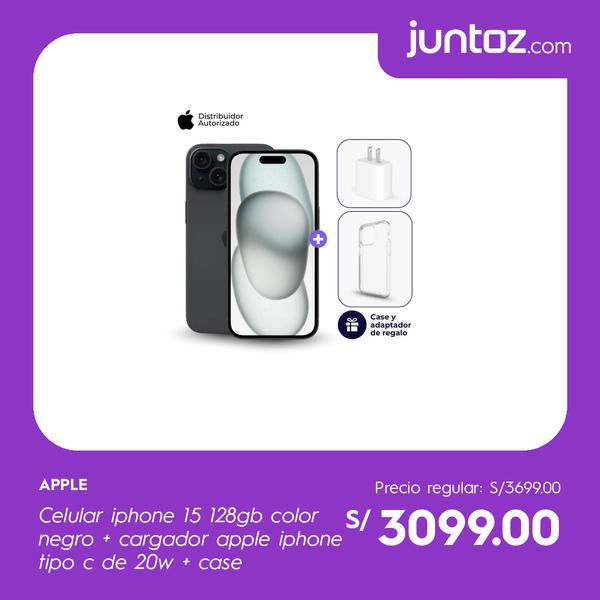 juntoz.com
Distribuidor
Autorizado
Case y
adaptador
de regalo
APPLE
Celular iphone 15 128gb color
negro + cargador apple iphone
tipo c de 20w + case
Precio regular: S/3699.00
S/ 3099.00